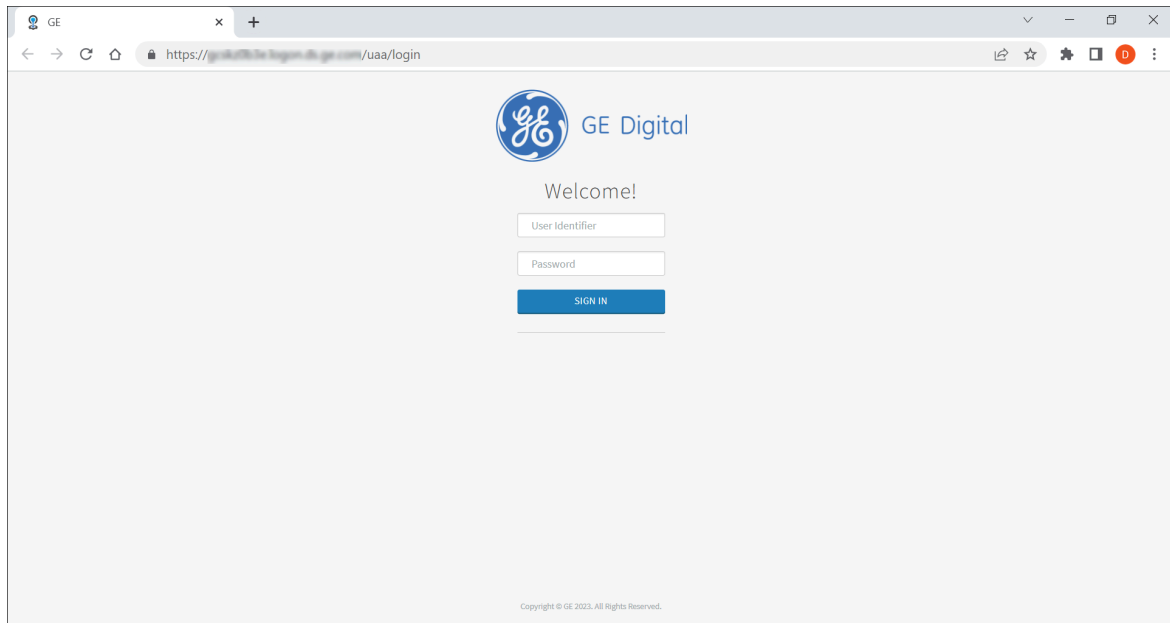 GE
https:// /uaa/login
D
GE Digital
Welcome!
User Identifier
Password
SIGN IN
Copyright © GE 2023. All Rights Reserved.